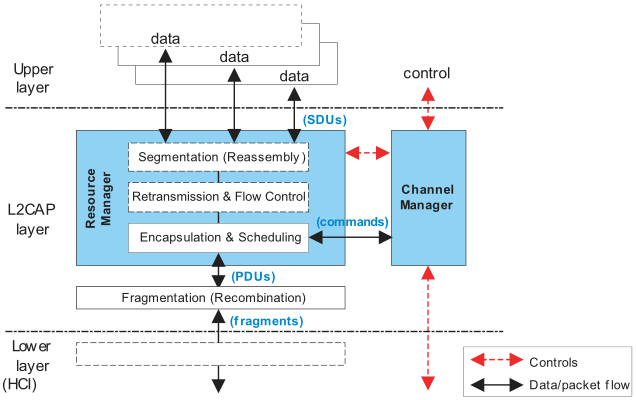 data
data
data
Upper
layer
control
(SDUs)
Resource
Manager
Segmentation (Reassembly)
Retransmission & Flow Control
Encapsulation & Scheduling
L2CAP
layer
(commands)
Channel
Manager
(PDUs)
Fragmentation (Recombination)
(fragments)
Lower
layer
(HCI)
Controls
Data/packet flow